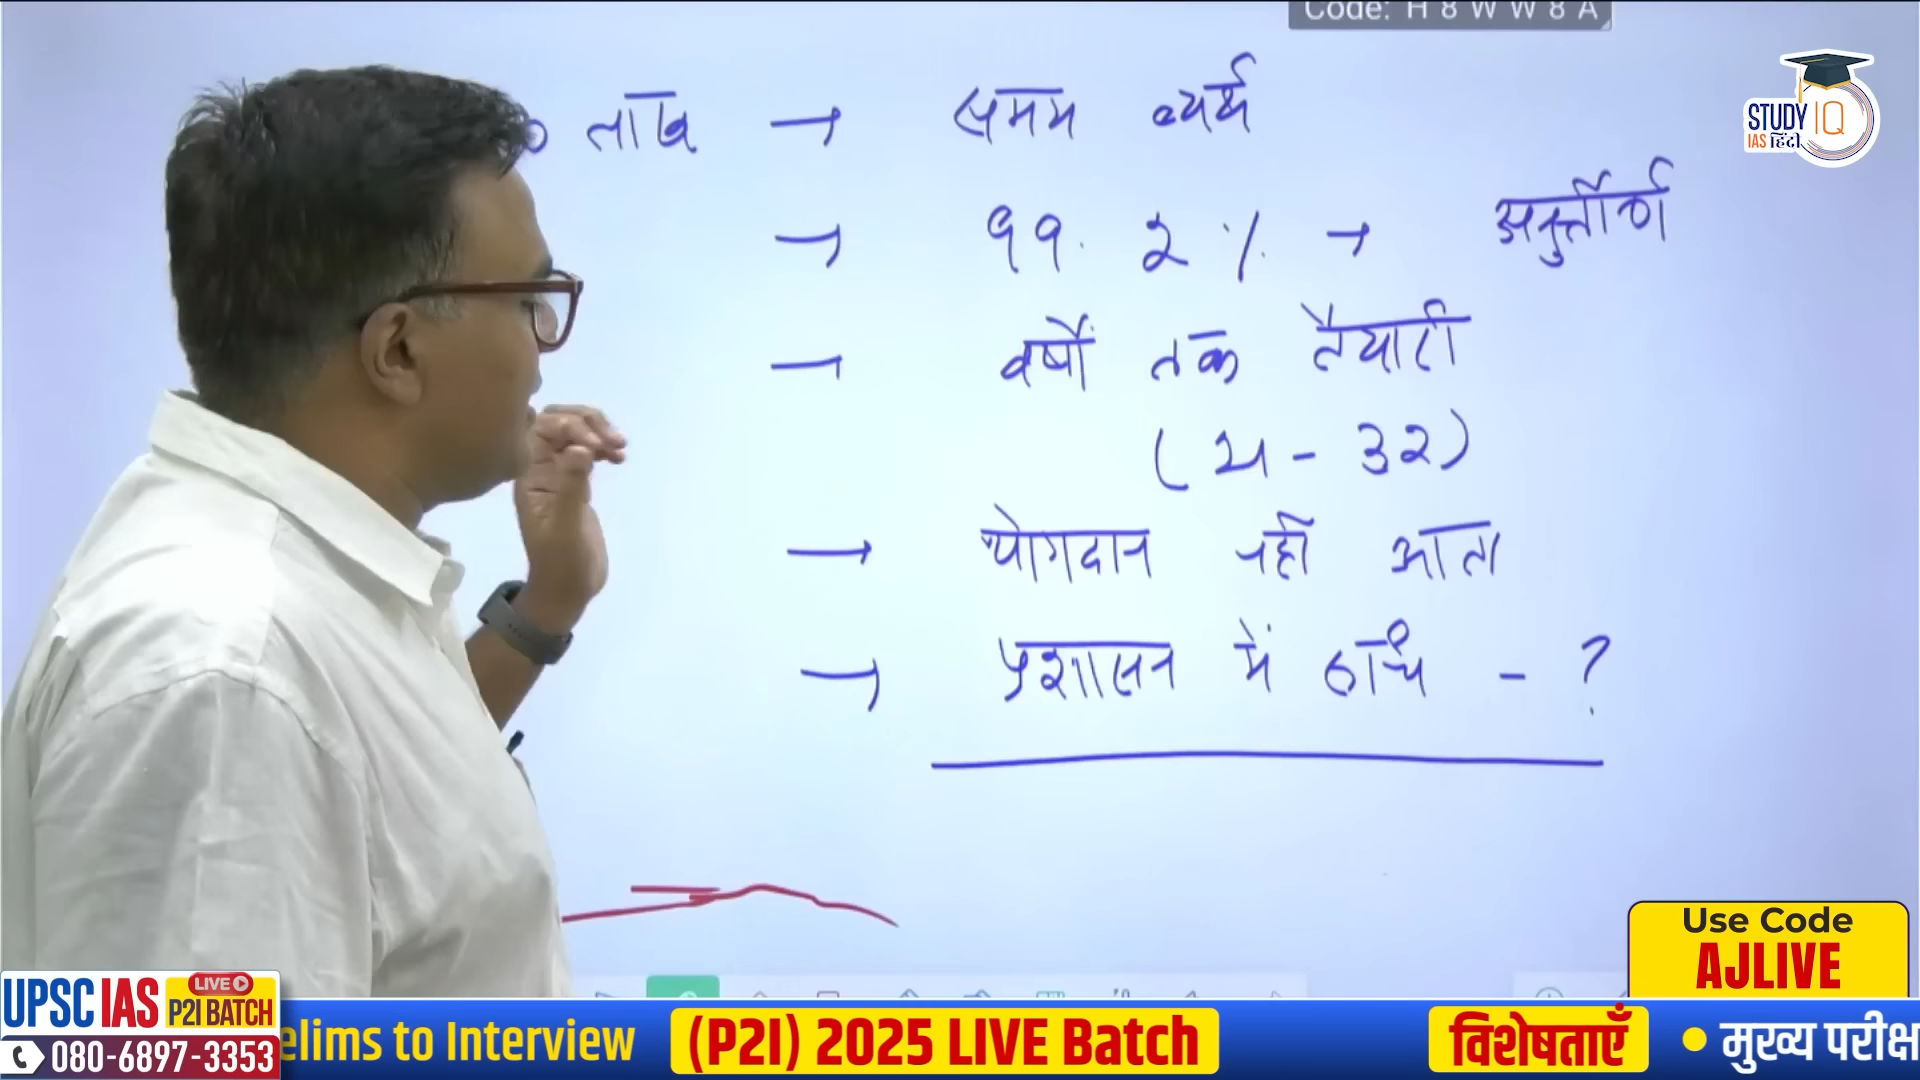 Code: H 8 W W 8 A
STUDY IQ
IAS हिंदी
० लाख → समय व्यर्थ
→ 99. 2 % → अनुत्तीर्ण
→ वर्षों तक तैयारी
( 21 - 32 )
→ योगदान नहीं आता
→ प्रशासन में - ?
Use Code
AJLIVE
UPSC IAS LIVE P2I BATCH
080-6897-3353
elims to Interview (P2I) 2025 LIVE Batch विशेषताएँ • मुख्य परीक्ष